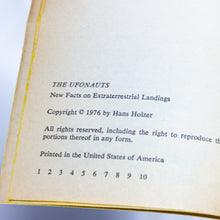 THE UFONAUTS
New Facts on Extraterrestrial Landings
Copyright © 1976 by Hans Holzer
All rights reserved, including the right to reproduce th
portions thereof in any form.
Printed in the United States of America
1 2 3 4 5 6 7 8 9 10